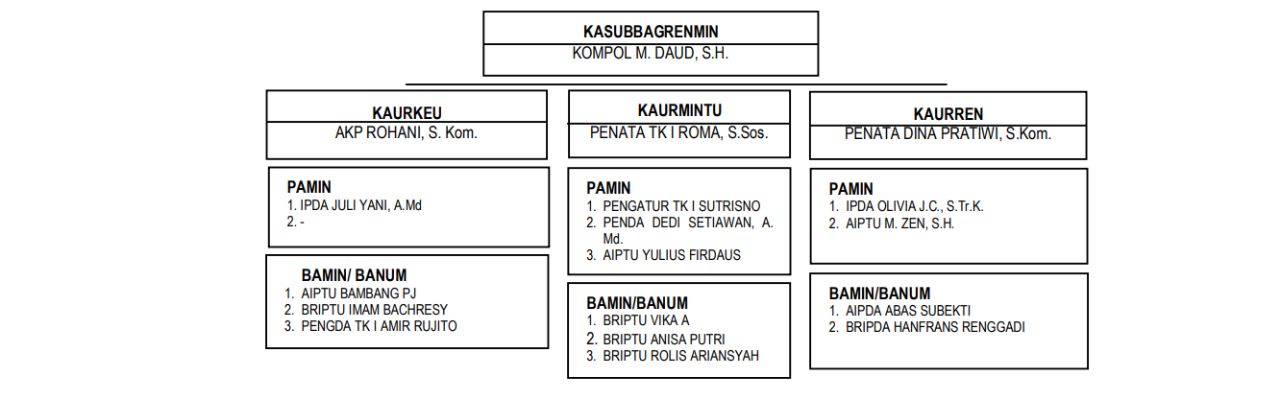 KASUBBAGRENMIN
KOMPOL M. DAUD, S.H.
KAURKEU
AKP ROHANI, S. Kom.
PAMIN
1. IPDA JULI YANI, A.Md
2. -
BAMIN/ BANUM
1. AIPTU BAMBANG PJ
2. BRIPTU IMAM BACHRESY
3. PENGDA TK I AMIR RUJITO
KAURMINTU
PENATA TK I ROMA, S.Sos.
PAMIN
1. PENGATUR TK I SUTRISNO
2. PENDA DEDI SETIAWAN, A.
Md.
3. AIPTU YULIUS FIRDAUS
BAMIN/BANUM
1. BRIPTU VIKA A
2. BRIPTU ANISA PUTRI
3. BRIPTU ROLIS ARIANSYAH
KAURREN
PENATA DINA PRATIWI, S.Kom.
PAMIN
1. IPDA OLIVIA J.C., S.Tr.K.
2. AIPTU M. ZEN, S.H.
BAMIN/BANUM
1. AIPDA ABAS SUBEKTI
2. BRIPDA HANFRANS RENGGADI